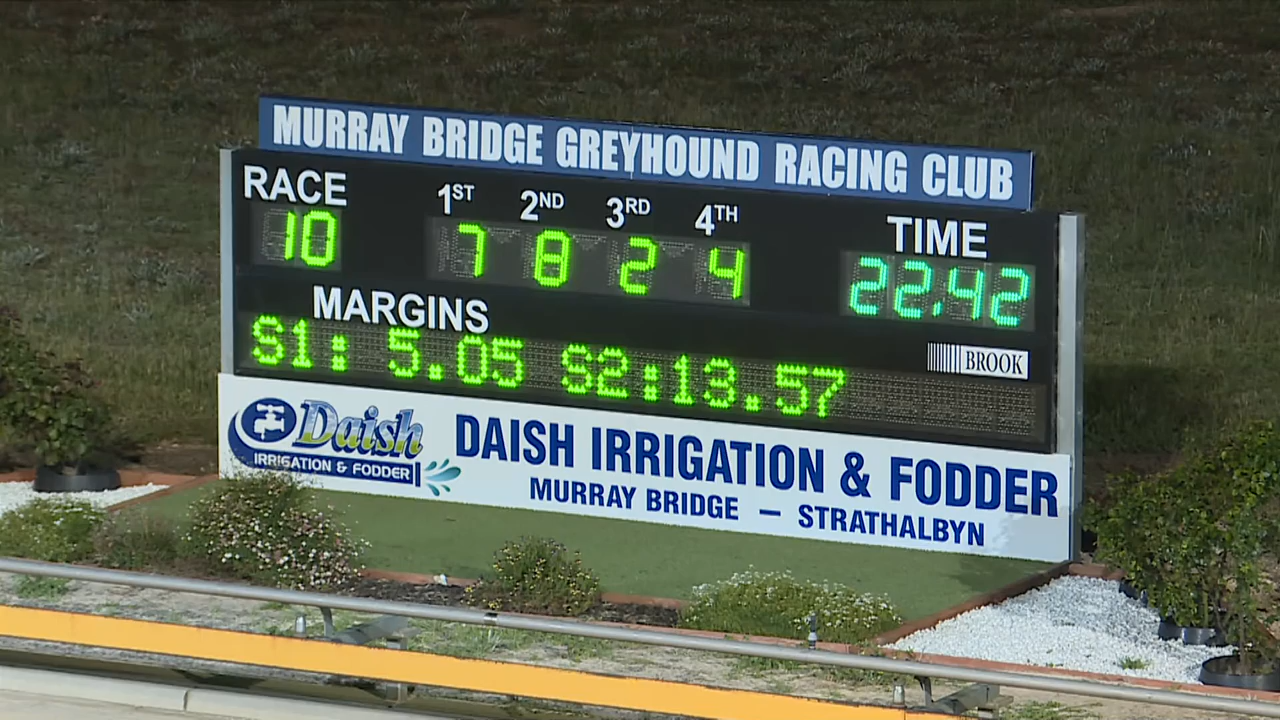 MURRAY BRIDGE GREYHOUND RACING CLUB
RACE 1ST 2ND 3RD 4TH TIME
10 7 8 2 4 22.42
MARGINS
S1: 5.05 S2:13.57
BROOK
Daish
IRRIGATION & FODDER
DAISH IRRIGATION & FODDER
MURRAY BRIDGE — STRATHALBYN